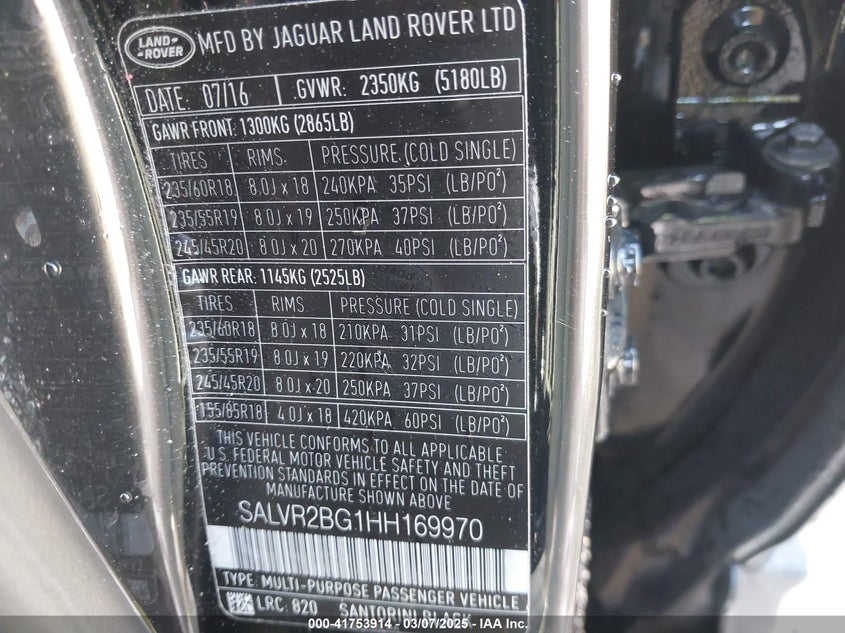 LAND ROVER MFD BY JAGUAR LAND ROVER LTD
DATE: 07/16 GVWR: 2350KG (5180LB)
GAWR FRONT: 1300KG (2865LB)
TIRES RIMS PRESSURE (COLD SINGLE)
235/60R18 8.0J x 18 240KPA 35PSI (LB/PO²)
235/55R19 8.0J x 19 250KPA 37PSI (LB/PO²)
245/45R20 8.0J x 20 270KPA 40PSI (LB/PO²)
GAWR REAR: 1145KG (2525LB)
TIRES RIMS PRESSURE (COLD SINGLE)
235/60R18 8.0J x 18 210KPA 31PSI (LB/PO²)
235/55R19 8.0J x 19 220KPA 32PSI (LB/PO²)
245/45R20 8.0J x 20 250KPA 37PSI (LB/PO²)
155/85R18 4.0J x 18 420KPA 60PSI (LB/PO²)
THIS VEHICLE CONFORMS TO ALL APPLICABLE
U.S. FEDERAL MOTOR VEHICLE SAFETY AND THEFT
PREVENTION STANDARDS IN EFFECT ON THE DATE
OF MANUFACTURE SHOWN ABOVE
SALVR2BG1HH169970
TYPE: MULTI-PURPOSE PASSENGER VEHICLE
LRC: 820 SANTORINI BLACK
000-41753914 - 03/07/2025 - IAA Inc.